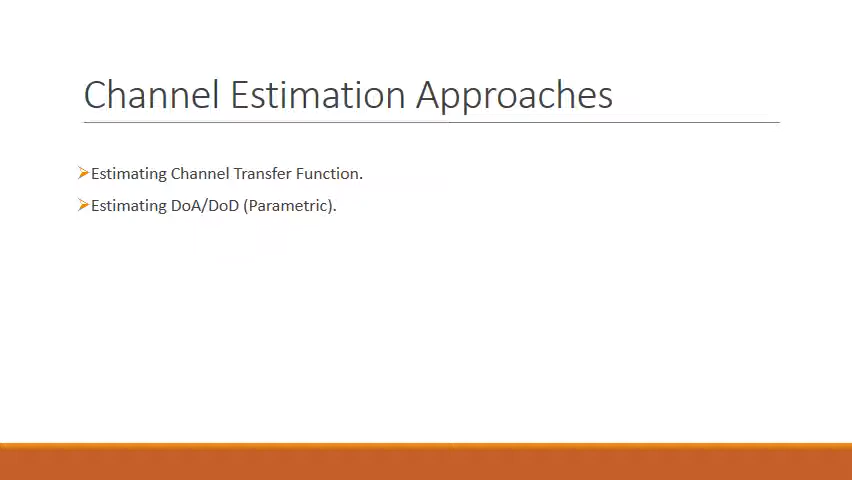 Channel Estimation Approaches
Estimating Channel Transfer Function.
Estimating DoA/DoD (Parametric).